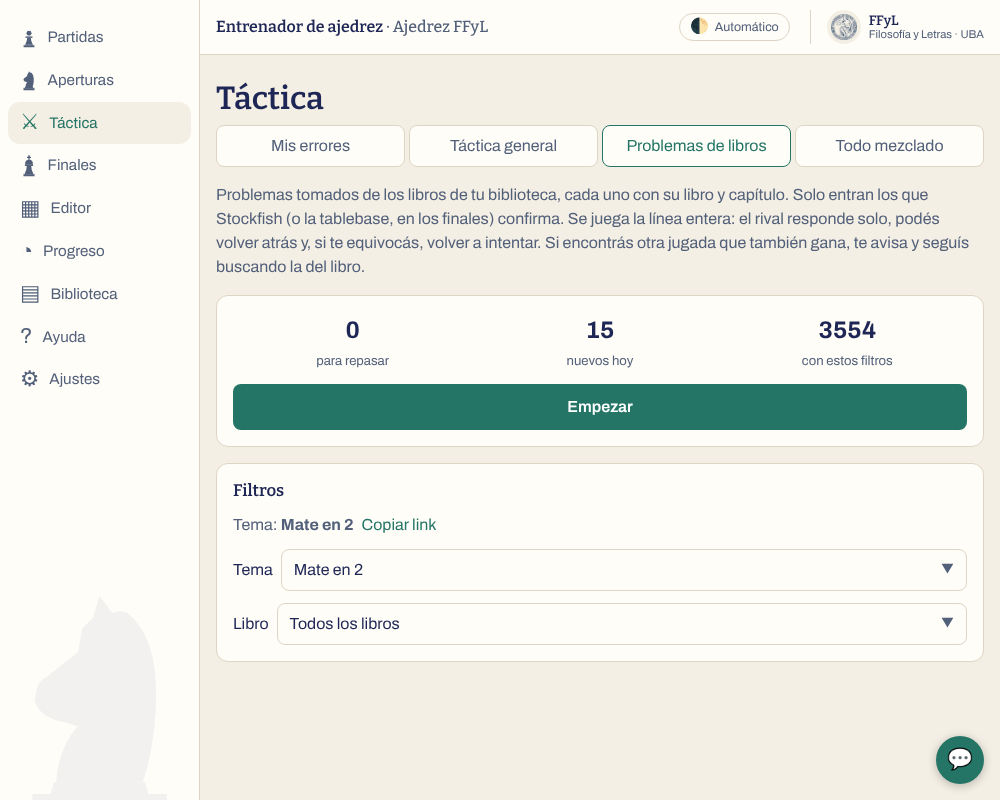 Partidas
Aperturas
Táctica
Finales
Editor
Progreso
Biblioteca
? Ayuda
Ajustes
Entrenador de ajedrez · Ajedrez FFyL
Automático
FFyL
Filosofía y Letras · UBA
Táctica
Mis errores
Táctica general
Problemas de libros
Todo mezclado
Problemas tomados de los libros de tu biblioteca, cada uno con su libro y capítulo. Solo entran los que
Stockfish (o la tablebase, en los finales) confirma. Se juega la línea entera: el rival responde solo, podés
volver atrás y, si te equivocás, volver a intentar. Si encontrás otra jugada que también gana, te avisa y seguís
buscando la del libro.
0
para repasar
15
nuevos hoy
3554
con estos filtros
Empezar
Filtros
Tema: Mate en 2 Copiar link
Tema Mate en 2
Libro Todos los libros